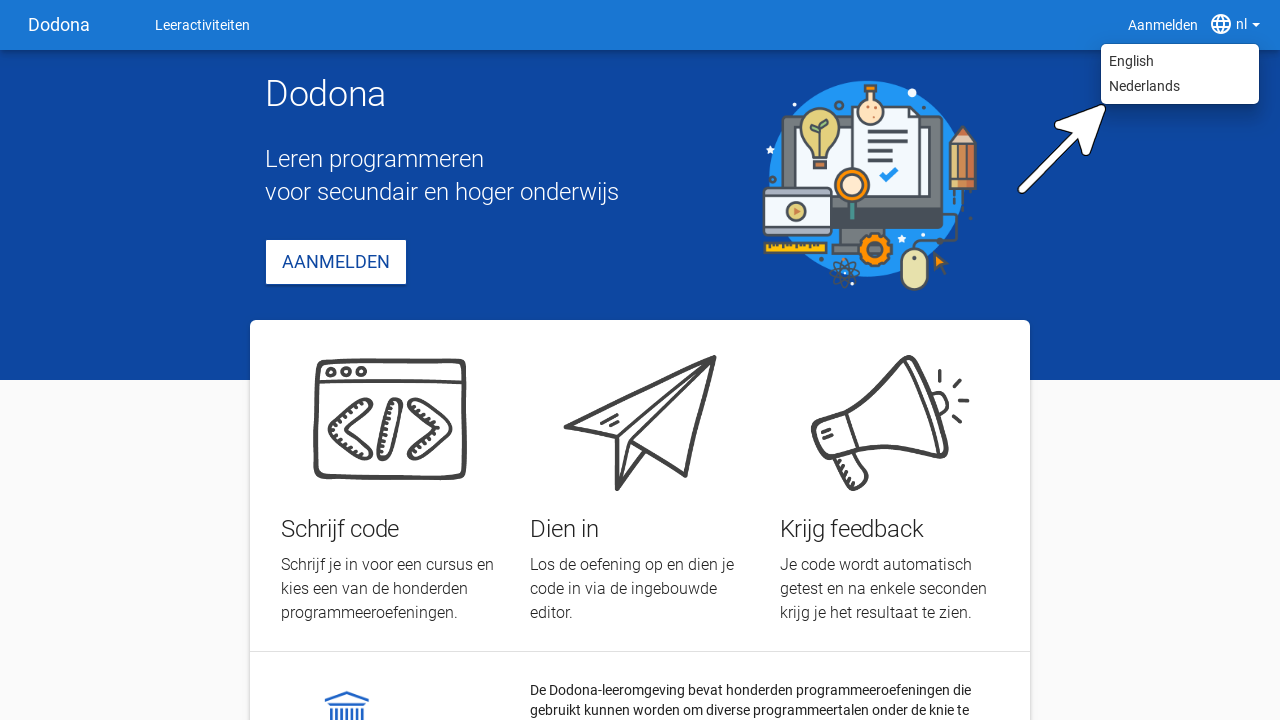 Dodona
Leeractiviteiten
Aanmelden
nl
English
Nederlands
Dodona
Leren programmeren
voor secundair en hoger onderwijs
AANMELDEN
Schrijf code
Schrijf je in voor een cursus en
kies een van de honderden
programmeeroefeningen.
Dien in
Los de oefening op en dien je
code in via de ingebouwde
editor.
Krijg feedback
Je code wordt automatisch
getest en na enkele seconden
krijg je het resultaat te zien.
De Dodona-leeromgeving bevat honderden programmeeroefeningen die
gebruikt kunnen worden om diverse programmeertalen onder de knie te